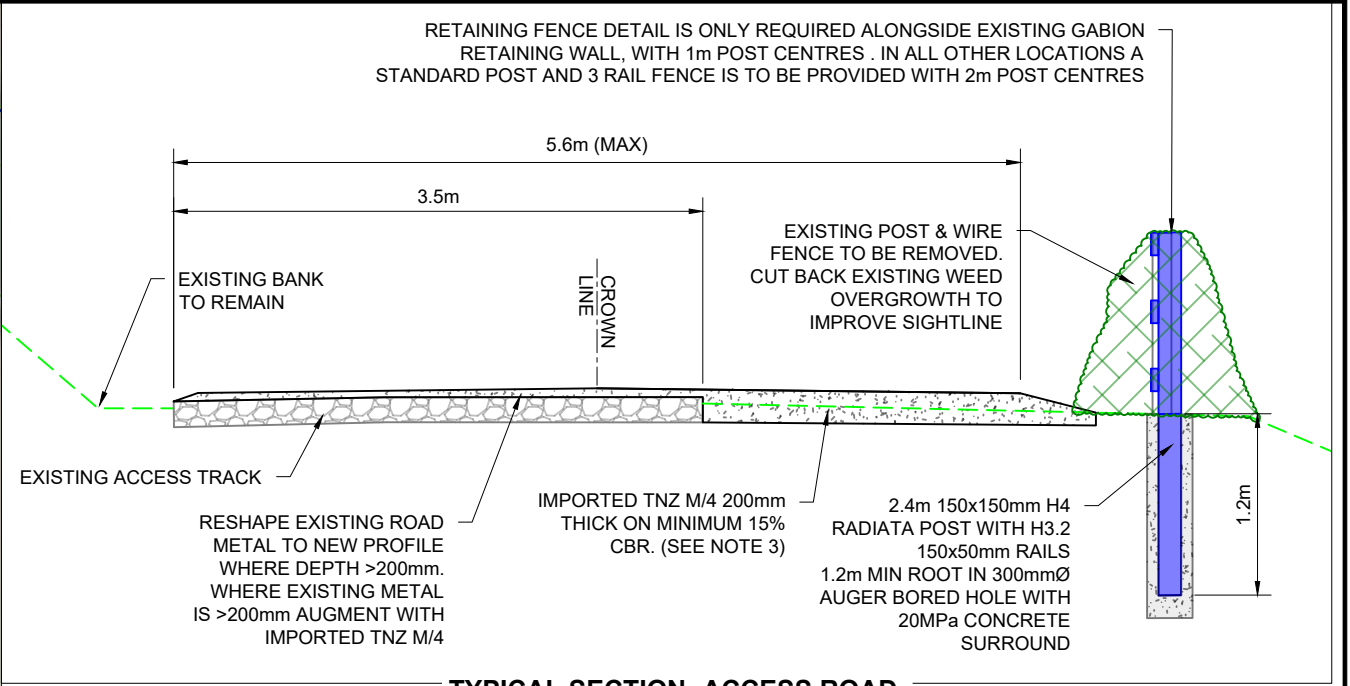 RETAINING FENCE DETAIL IS ONLY REQUIRED ALONGSIDE EXISTING GABION
RETAINING WALL, WITH 1m POST CENTRES . IN ALL OTHER LOCATIONS A
STANDARD POST AND 3 RAIL FENCE IS TO BE PROVIDED WITH 2m POST CENTRES
5.6m (MAX)
3.5m
EXISTING BANK
TO REMAIN
CROWN
LINE
EXISTING POST & WIRE
FENCE TO BE REMOVED.
CUT BACK EXISTING WEED
OVERGROWTH TO
IMPROVE SIGHTLINE
EXISTING ACCESS TRACK
RESHAPE EXISTING ROAD
METAL TO NEW PROFILE
WHERE DEPTH >200mm.
WHERE EXISTING METAL
IS >200mm AUGMENT WITH
IMPORTED TNZ M/4
IMPORTED TNZ M/4 200mm
THICK ON MINIMUM 15%
CBR. (SEE NOTE 3)
2.4m 150x150mm H4
RADIATA POST WITH H3.2
150x50mm RAILS
1.2m MIN ROOT IN 300mmØ
AUGER BORED HOLE WITH
20MPa CONCRETE
SURROUND
1.2m
TYPICAL SECTION- ACCESS ROAD